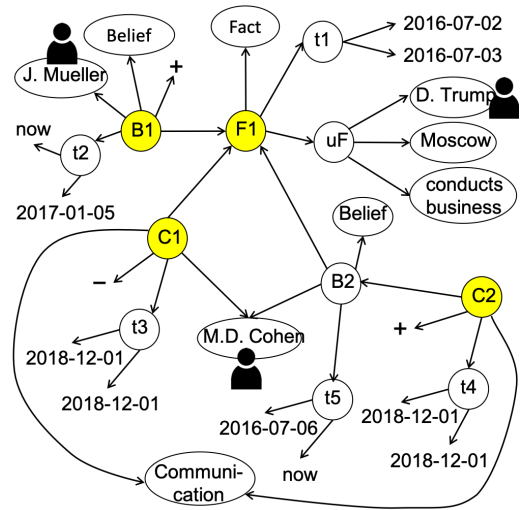 Belief
Fact
t1
2016-07-02
2016-07-03
J. Mueller
+
B1
F1
uF
D. Trump
Moscow
conducts
business
now
t2
2017-01-05
C1
Belief
B2
C2
–
t3
M.D. Cohen
+
2018-12-01
2018-12-01
t5
2016-07-06
now
t4
2018-12-01
2018-12-01
Communi-
cation